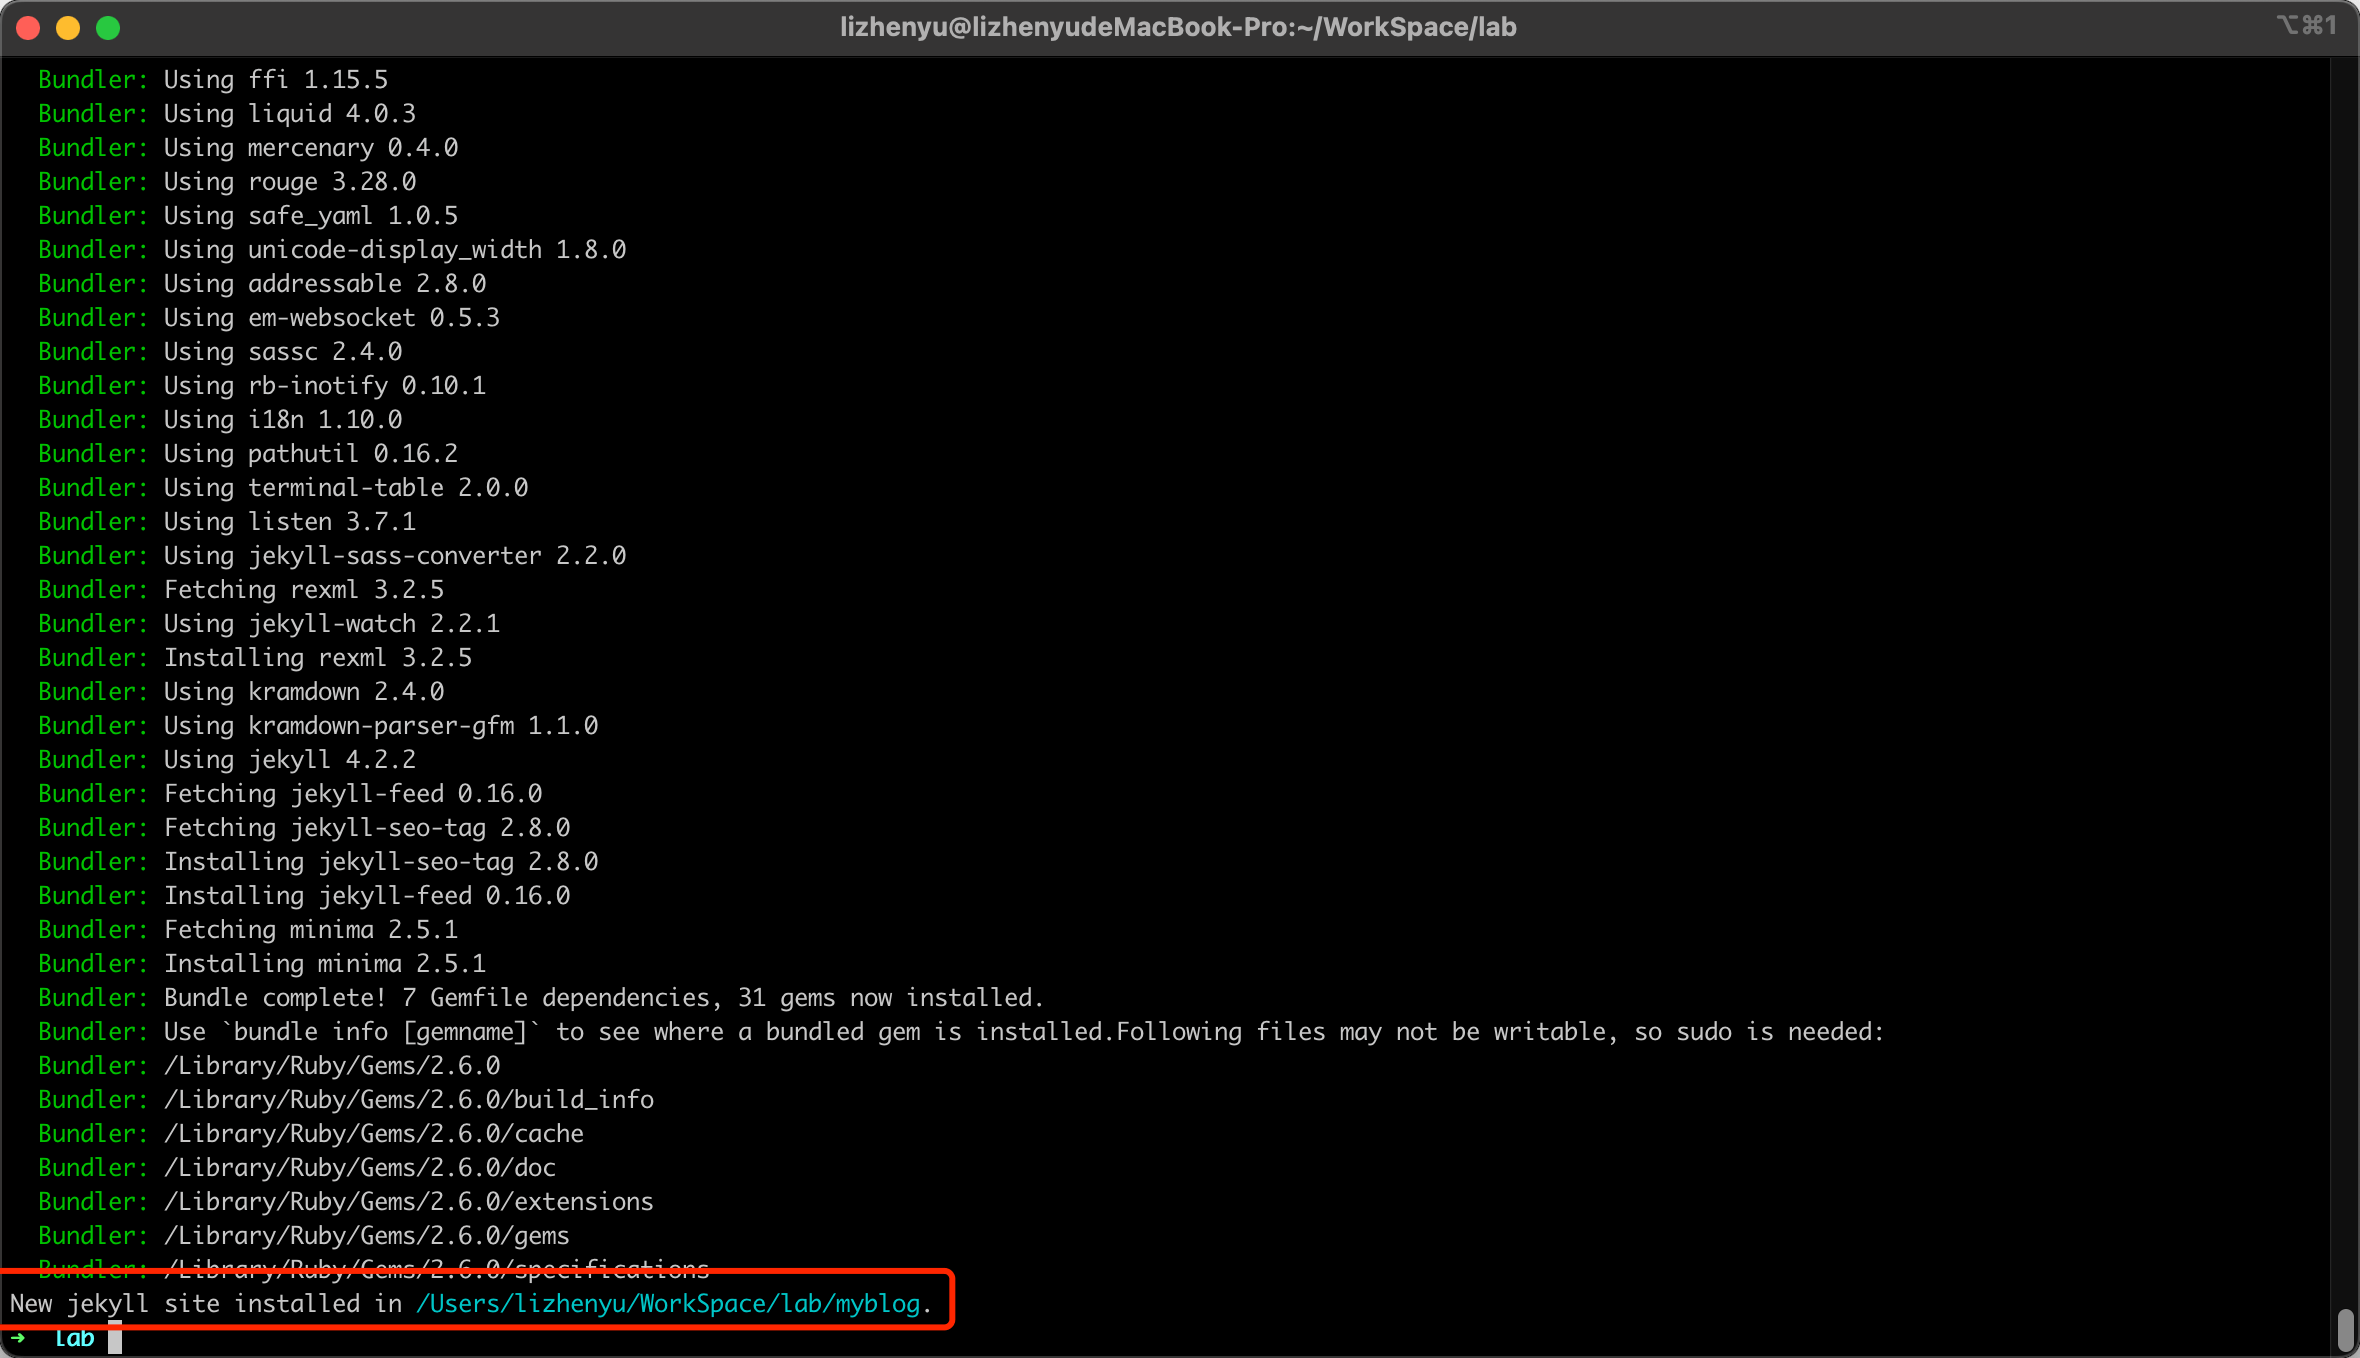 lizhenyu@lizhenyudeMacBook-Pro:~/WorkSpace/lab
⌥⌘1
Bundler: Using ffi 1.15.5
Bundler: Using liquid 4.0.3
Bundler: Using mercenary 0.4.0
Bundler: Using rouge 3.28.0
Bundler: Using safe_yaml 1.0.5
Bundler: Using unicode-display_width 1.8.0
Bundler: Using addressable 2.8.0
Bundler: Using em-websocket 0.5.3
Bundler: Using sassc 2.4.0
Bundler: Using rb-inotify 0.10.1
Bundler: Using i18n 1.10.0
Bundler: Using pathutil 0.16.2
Bundler: Using terminal-table 2.0.0
Bundler: Using listen 3.7.1
Bundler: Using jekyll-sass-converter 2.2.0
Bundler: Fetching rexml 3.2.5
Bundler: Using jekyll-watch 2.2.1
Bundler: Installing rexml 3.2.5
Bundler: Using kramdown 2.4.0
Bundler: Using kramdown-parser-gfm 1.1.0
Bundler: Using jekyll 4.2.2
Bundler: Fetching jekyll-feed 0.16.0
Bundler: Fetching jekyll-seo-tag 2.8.0
Bundler: Installing jekyll-seo-tag 2.8.0
Bundler: Installing jekyll-feed 0.16.0
Bundler: Fetching minima 2.5.1
Bundler: Installing minima 2.5.1
Bundler: Bundle complete! 7 Gemfile dependencies, 31 gems now installed.
Bundler: Use `bundle info [gemname]` to see where a bundled gem is installed.Following files may not be writable, so sudo is needed:
Bundler: /Library/Ruby/Gems/2.6.0
Bundler: /Library/Ruby/Gems/2.6.0/build_info
Bundler: /Library/Ruby/Gems/2.6.0/cache
Bundler: /Library/Ruby/Gems/2.6.0/doc
Bundler: /Library/Ruby/Gems/2.6.0/extensions
Bundler: /Library/Ruby/Gems/2.6.0/gems
Bundler: /Library/Ruby/Gems/2.6.0/specifications
New jekyll site installed in /Users/lizhenyu/WorkSpace/lab/myblog.
➜ lab